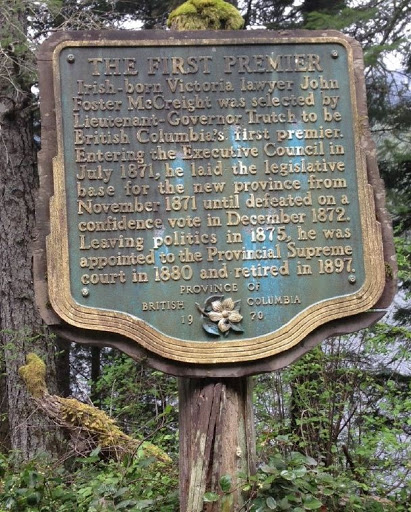 THE FIRST PREMIER
Irish-born Victoria lawyer John
Foster McCreight was selected by
Lieutenant-Governor Trutch to be
British Columbia's first premier.
Entering the Executive Council in
July 1871, he laid the legislative
base for the new province from
November 1871 until defeated on a
confidence vote in December 1872.
Leaving politics in 1875, he was
appointed to the Provincial Supreme
court in 1880 and retired in 1897.
PROVINCE OF
BRITISH COLUMBIA
1970